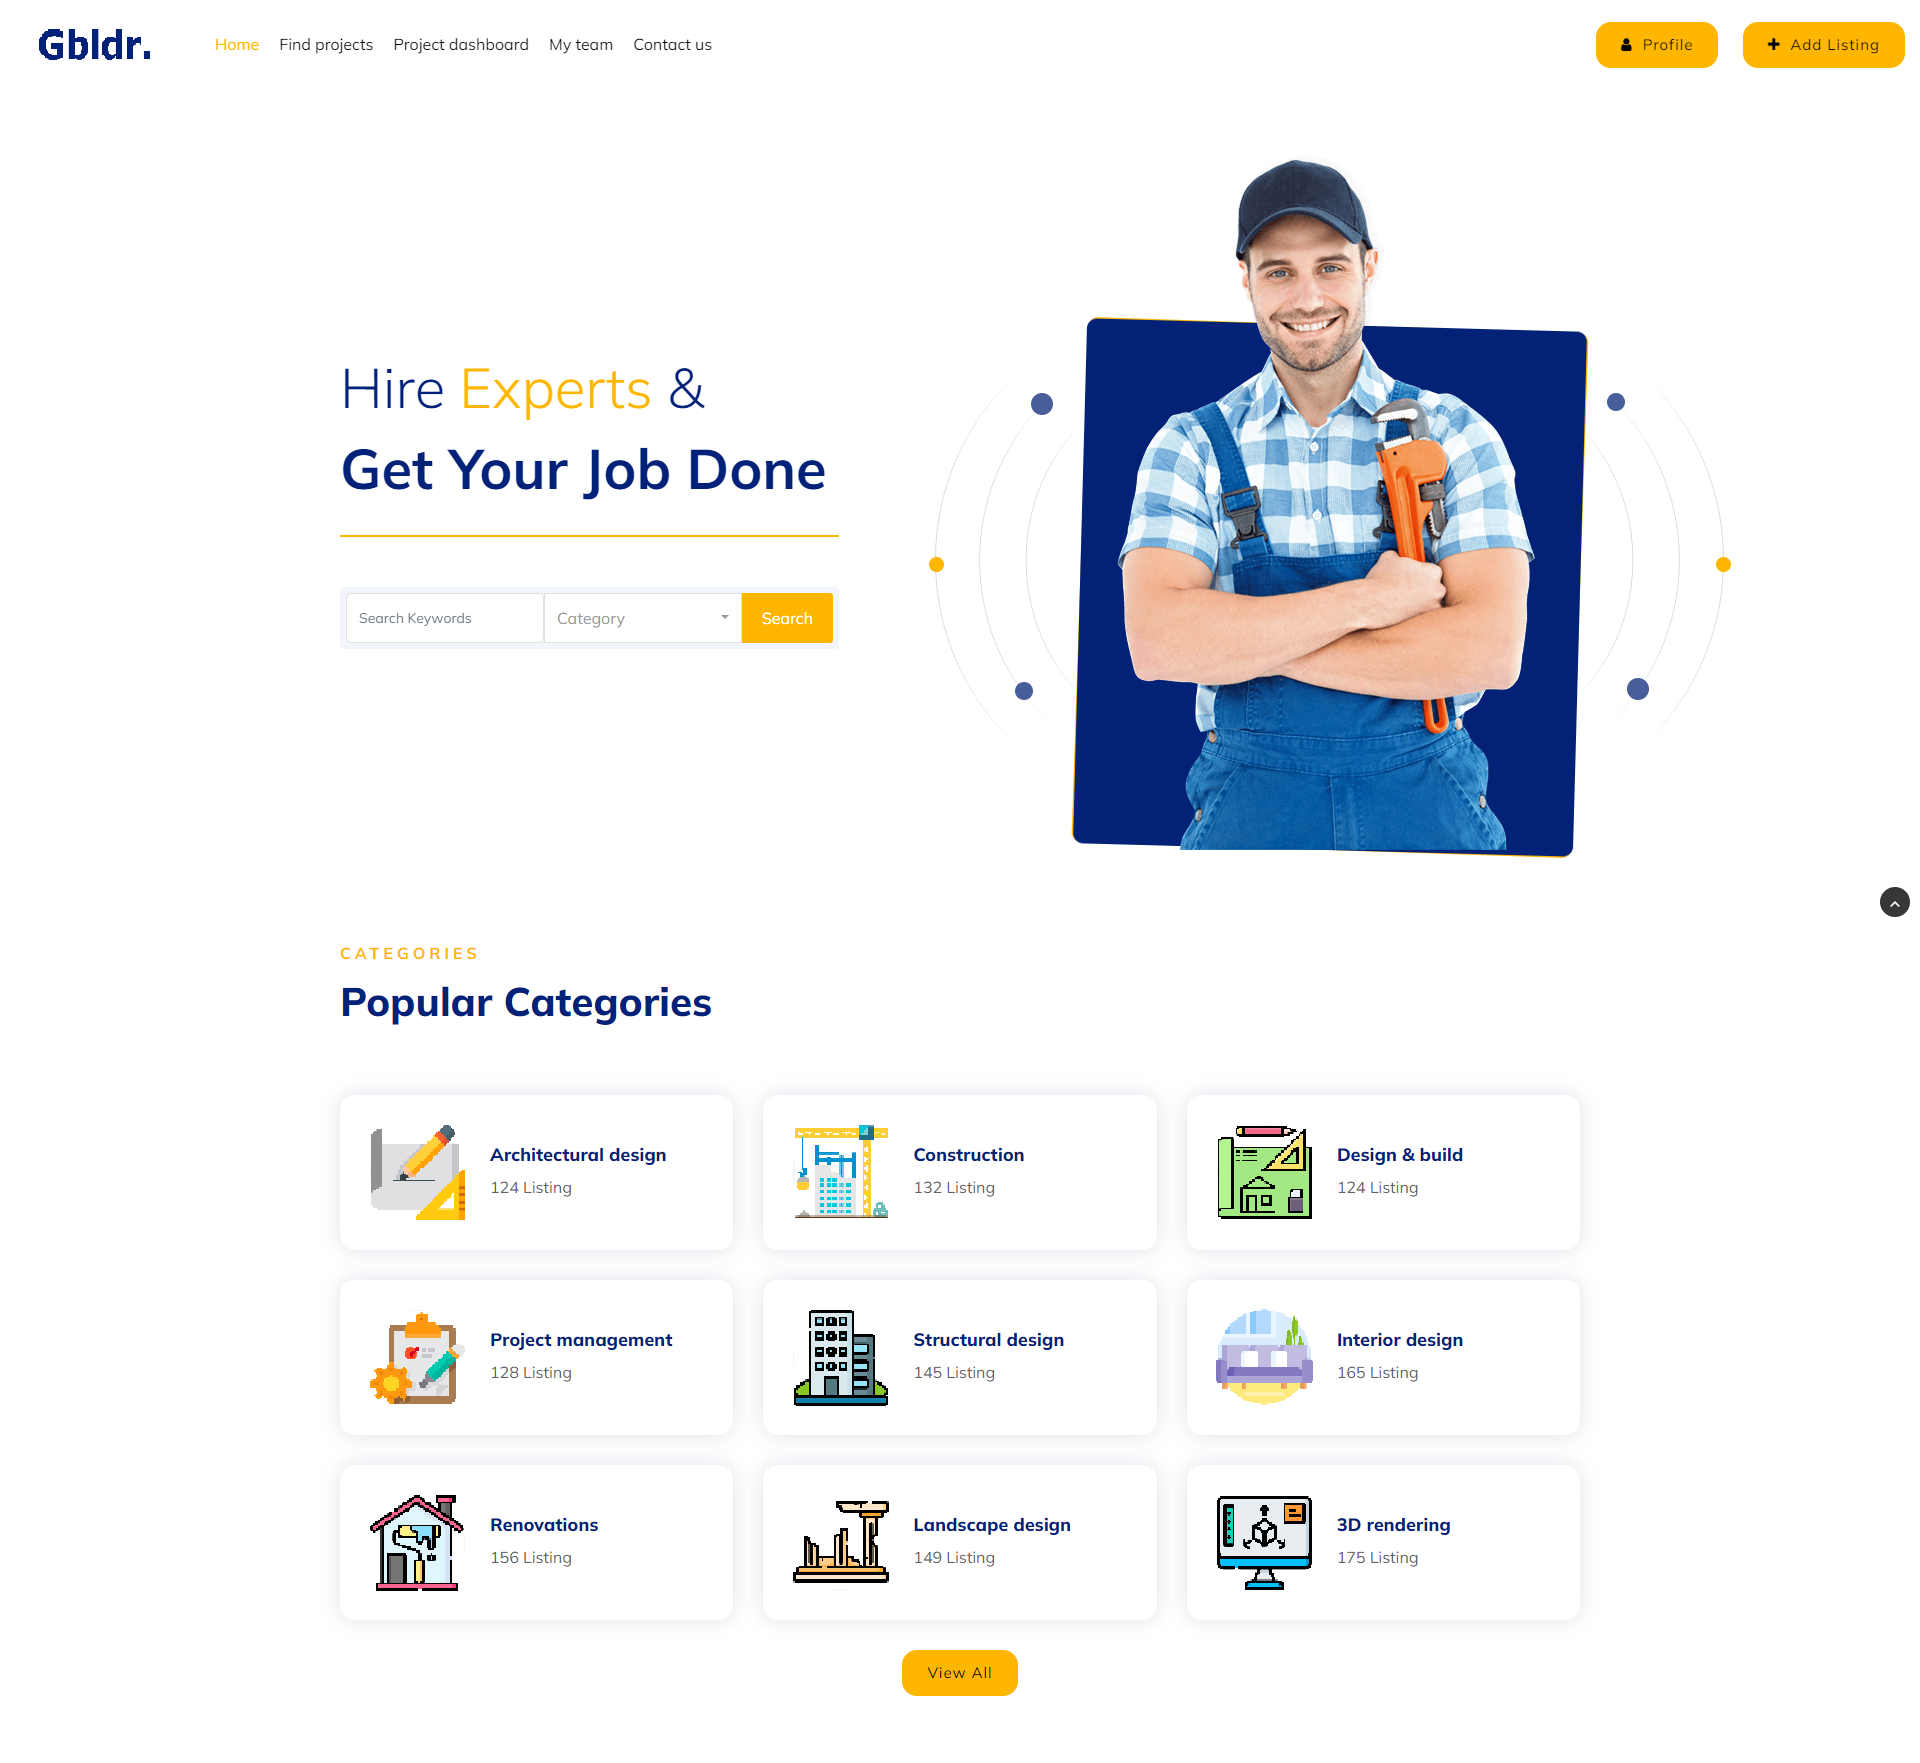 Gbldr.
Home Find projects Project dashboard My team Contact us
Profile
Add Listing
Hire Experts &
Get Your Job Done
Search Keywords
Category
Search
CATEGORIES
Popular Categories
Architectural design
124 Listing
Construction
132 Listing
Design & build
124 Listing
Project management
128 Listing
Structural design
145 Listing
Interior design
165 Listing
Renovations
156 Listing
Landscape design
149 Listing
3D rendering
175 Listing
View All